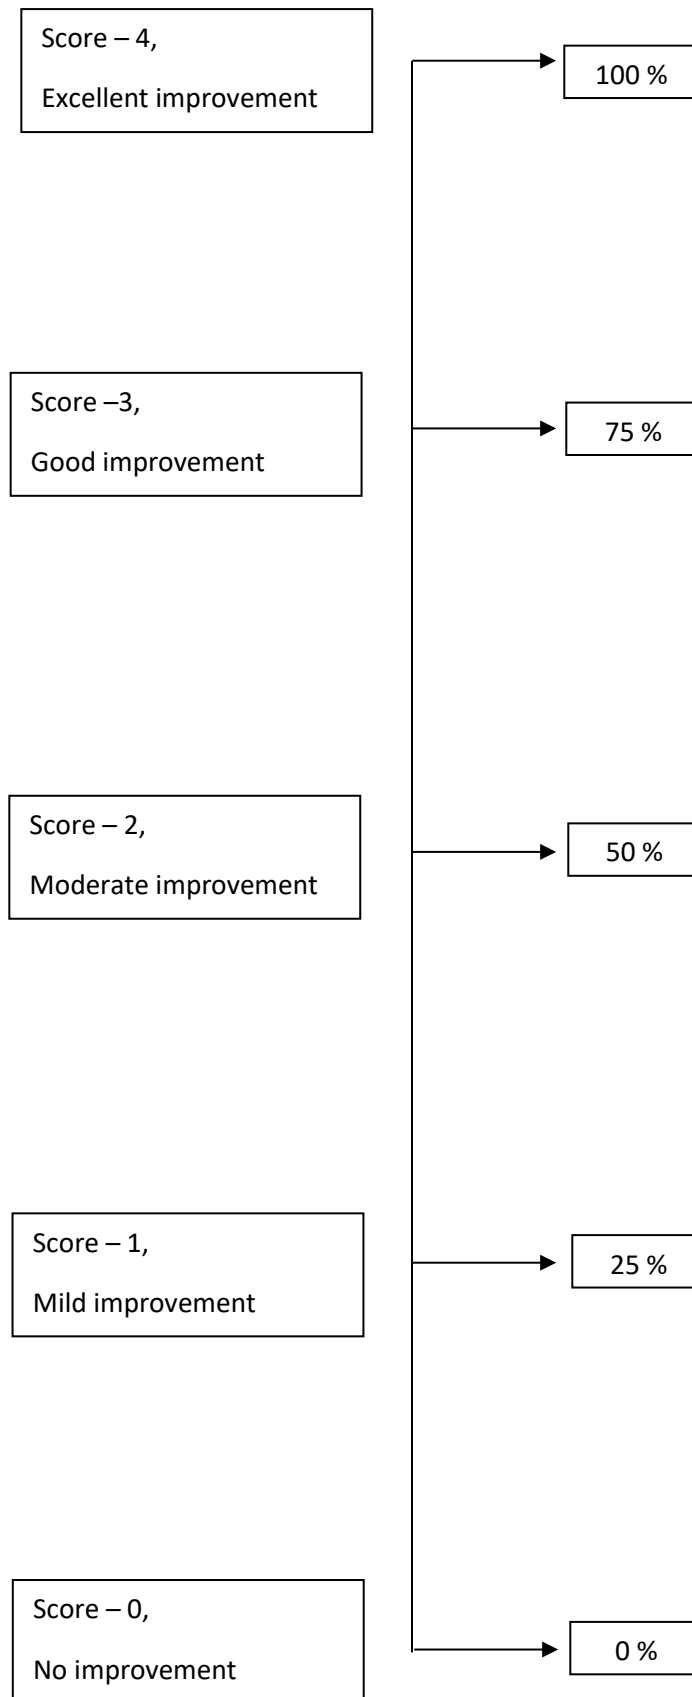 Score – 4,
Excellent improvement
100 %
Score –3,
Good improvement
75 %
Score – 2,
Moderate improvement
50 %
Score – 1,
Mild improvement
25 %
Score – 0,
No improvement
0 %